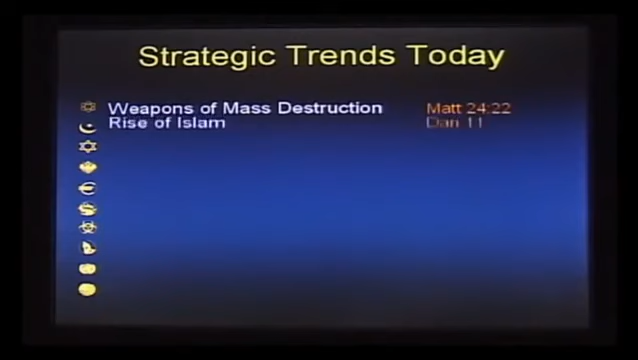 Strategic Trends Today
Weapons of Mass Destruction Matt 24:22
Rise of Islam Dan 11